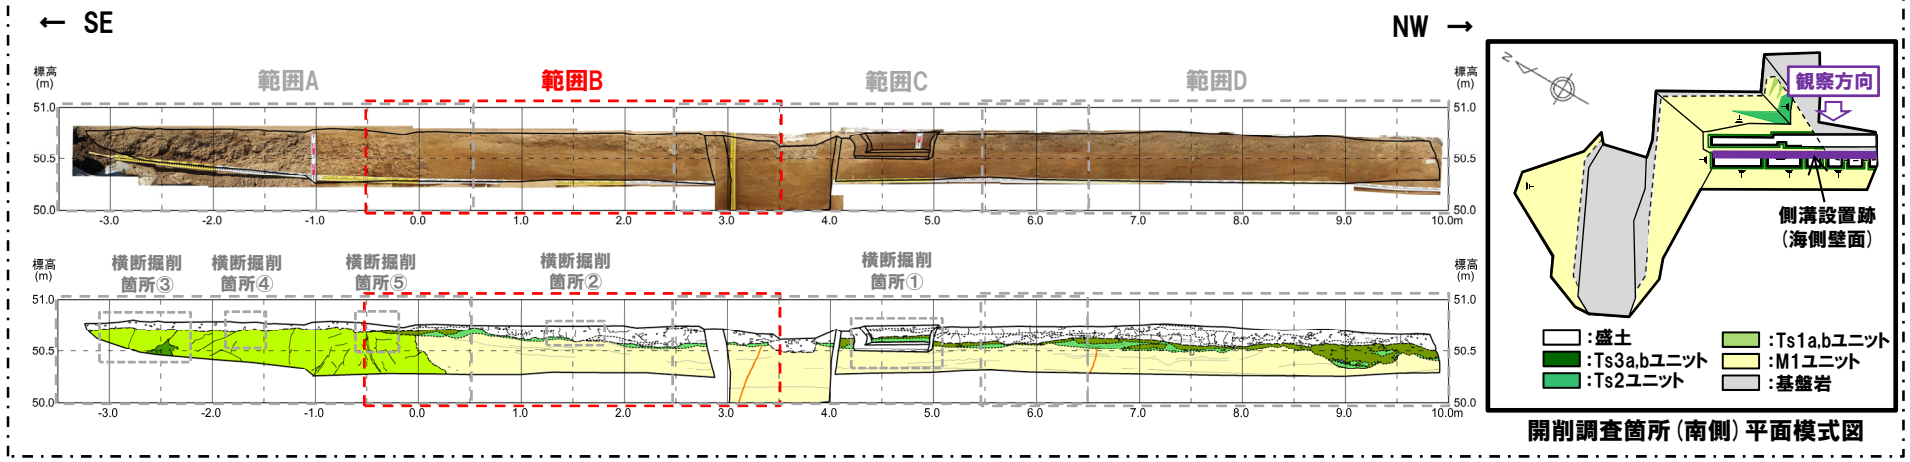 ← SE
NW →
範囲A
範囲B
範囲C
範囲D
標高
(m)
標高
(m)
51.0
50.5
50.0
51.0
50.5
50.0
-3.0 -2.0 -1.0 0.0 1.0 2.0 3.0 4.0 5.0 6.0 7.0 8.0 9.0 10.0m
横断掘削
箇所③
横断掘削
箇所④
横断掘削
箇所⑤
横断掘削
箇所②
横断掘削
箇所①
標高
(m)
標高
(m)
51.0
50.5
50.0
51.0
50.5
50.0
-3.0 -2.0 -1.0 0.0 1.0 2.0 3.0 4.0 5.0 6.0 7.0 8.0 9.0 10.0m
N
観察方向
側溝設置跡
(海側壁面)
:盛土
:Ts3a,bユニット
:Ts2ユニット
:Ts1a,bユニット
:M1ユニット
:基盤岩
開削調査箇所(南側)平面模式図